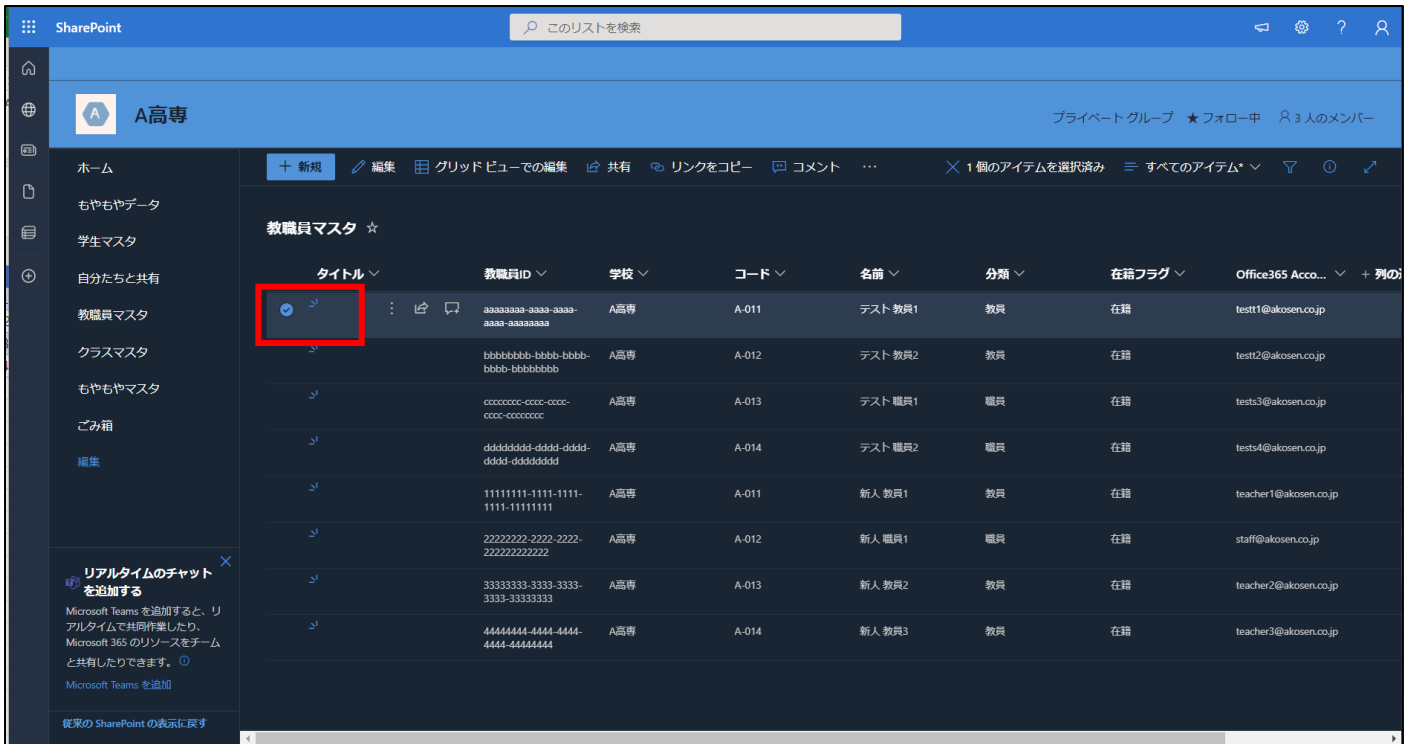 SharePoint
このリストを検索
?
A
A高専
プライベート グループ ★ フォロー中 3 人のメンバー
ホーム
もやもやデータ
学生マスタ
自分たちと共有
教職員マスタ
クラスマスタ
もやもやマスタ
ごみ箱
編集
リアルタイムのチャット
を追加する
Microsoft Teams を追加すると、リ
アルタイムで共同作業したり、
Microsoft 365 のリソースをチーム
と共有したりできます。
Microsoft Teams を追加
従来の SharePoint の表示に戻す
+ 新規 編集 グリッド ビューでの編集 共有 リンクをコピー コメント … 1 個のアイテムを選択済み すべてのアイテム*
教職員マスタ ☆
タイトル 教職員ID 学校 コード 名前 分類 在籍フラグ Office365 Acco... + 列の
aaaaaaaa-aaaa-aaaa- A高専 A-011 テスト 教員1 教員 在籍 testt1@akosen.co.jp
aaaa-aaaaaaaa
bbbbbbbb-bbbb-bbbb- A高専 A-012 テスト 教員2 教員 在籍 testt2@akosen.co.jp
bbbb-bbbbbbbb
cccccccc-cccc-cccc- A高専 A-013 テスト 職員1 職員 在籍 tests3@akosen.co.jp
cccc-cccccccc
dddddddd-dddd-dddd- A高専 A-014 テスト 職員2 職員 在籍 tests4@akosen.co.jp
dddd-dddddddd
11111111-1111-1111- A高専 A-011 新人 教員1 教員 在籍 teacher1@akosen.co.jp
1111-11111111
22222222-2222-2222- A高専 A-012 新人 職員1 職員 在籍 staff@akosen.co.jp
222222222222
33333333-3333-3333- A高専 A-013 新人 教員2 教員 在籍 teacher2@akosen.co.jp
3333-33333333
44444444-4444-4444- A高専 A-014 新人 教員3 教員 在籍 teacher3@akosen.co.jp
4444-44444444